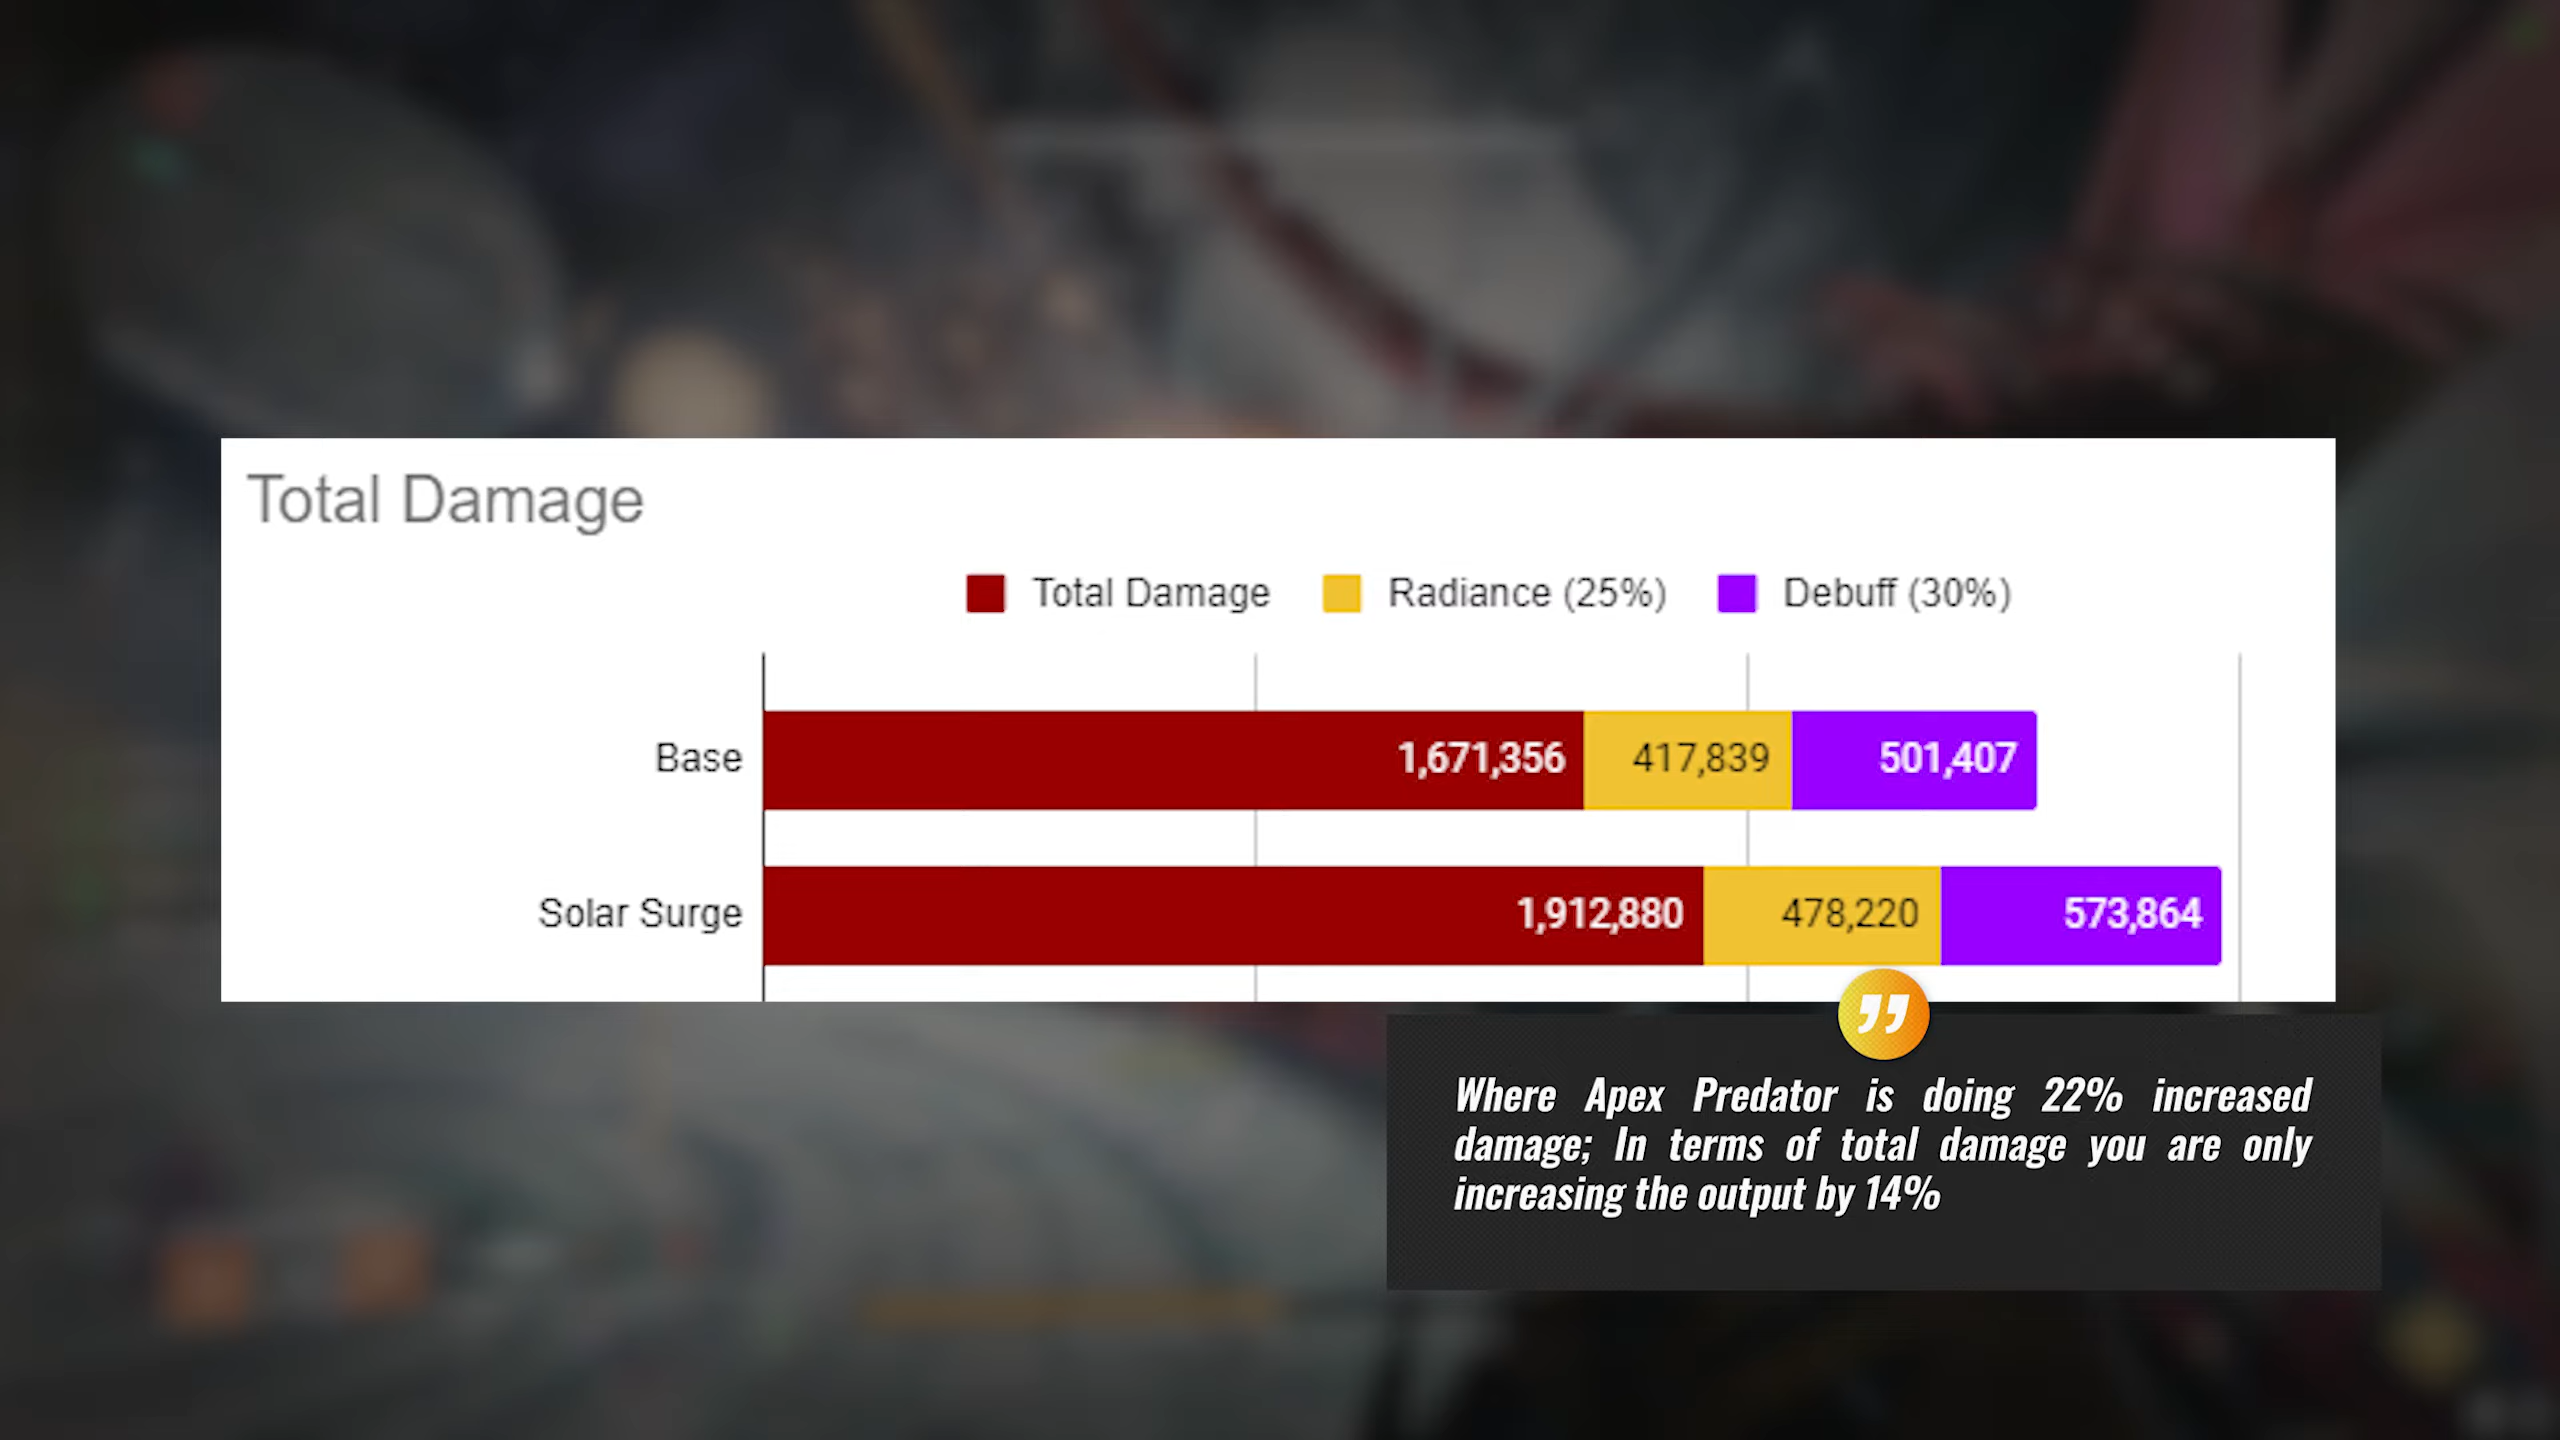 Total Damage
Total Damage Radiance (25%) Debuff (30%)
Base 1,671,356 417,839 501,407
Solar Surge 1,912,880 478,220 573,864
Where Apex Predator is doing 22% increased
damage; In terms of total damage you are only
increasing the output by 14%